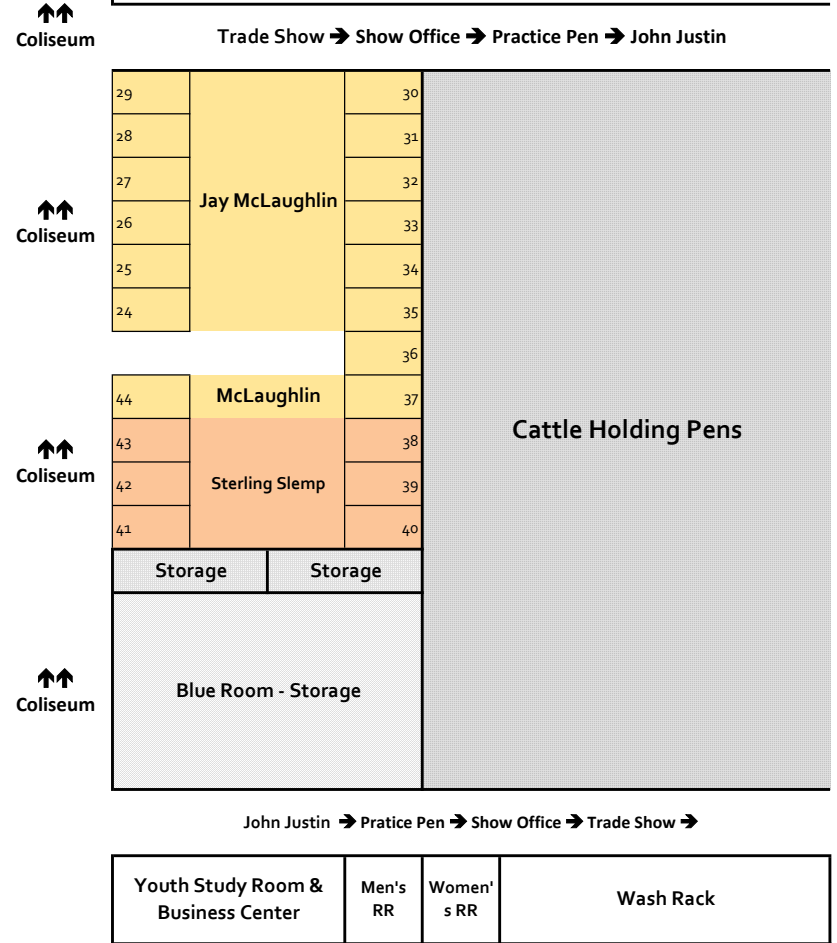 ↑↑
Coliseum
Trade Show → Show Office → Practice Pen → John Justin
29
30
28
31
27
32
Jay McLaughlin
↑↑
Coliseum
26
33
25
34
24
35
36
44
McLaughlin
37
Cattle Holding Pens
↑↑
Coliseum
43
38
42
Sterling Slemp
39
41
40
Storage
Storage
↑↑
Coliseum
Blue Room - Storage
John Justin → Pratice Pen → Show Office → Trade Show →
Youth Study Room &
Business Center
Men's
RR
Women'
s RR
Wash Rack